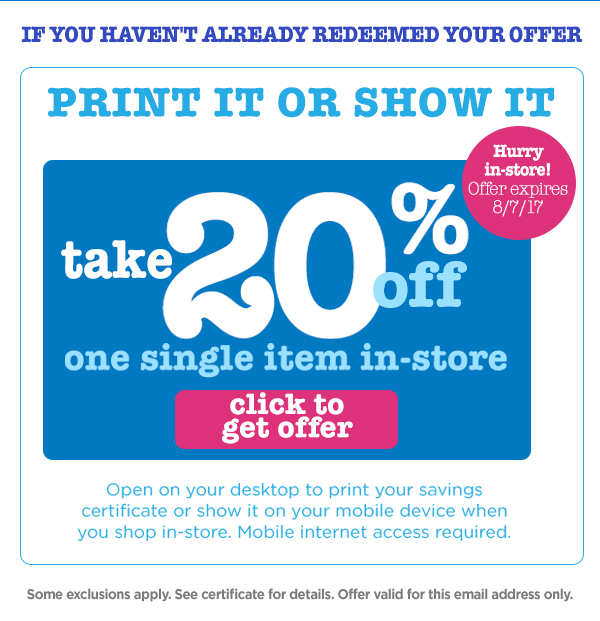 IF YOU HAVEN'T ALREADY REDEEMED YOUR OFFER
PRINT IT OR SHOW IT
Hurry
in-store!
Offer expires
8/7/17
take 20% off
one single item in-store
click to
get offer
Open on your desktop to print your savings
certificate or show it on your mobile device when
you shop in-store. Mobile internet access required.
Some exclusions apply. See certificate for details. Offer valid for this email address only.